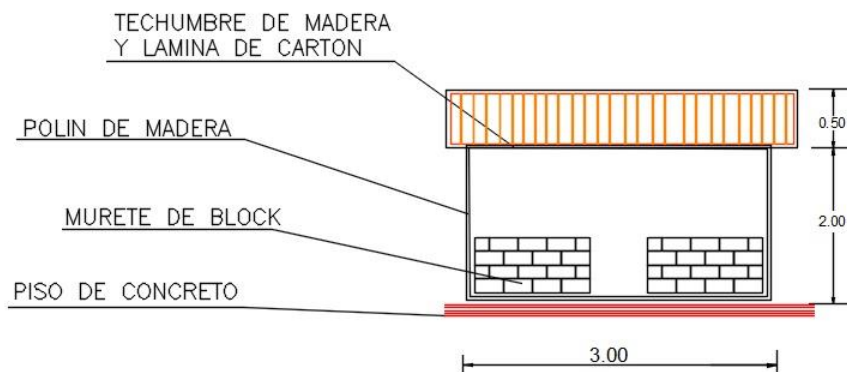 TECHUMBRE DE MADERA
Y LAMINA DE CARTON
POLIN DE MADERA
MURETE DE BLOCK
PISO DE CONCRETO
0.50
2.00
3.00